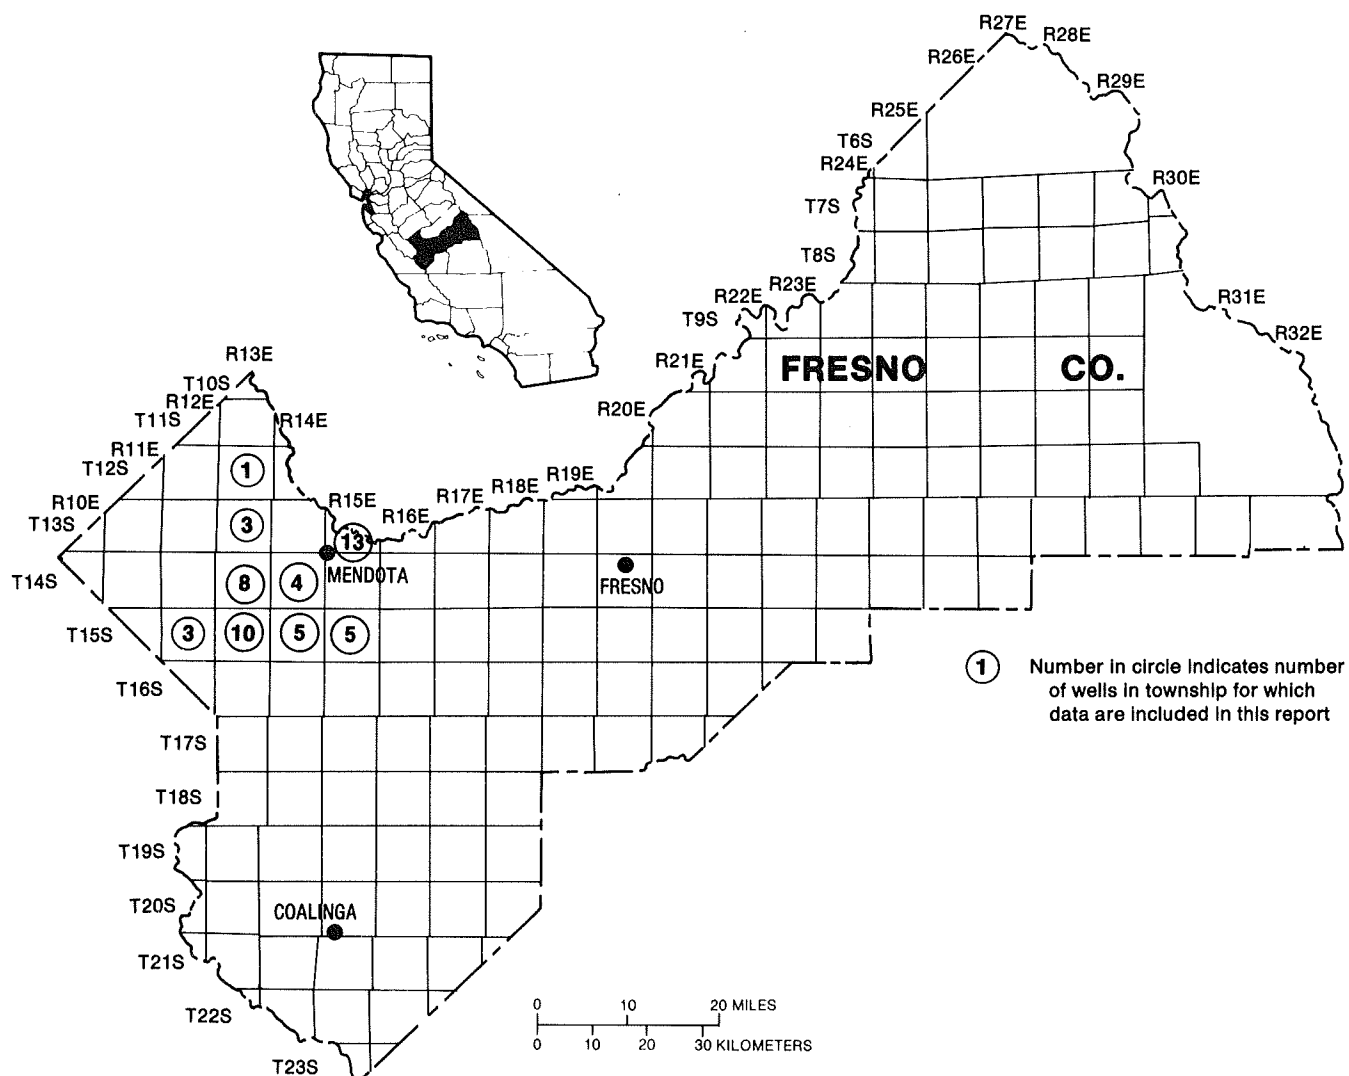 R27E
R28E
R26E
R29E
R25E
T6S
R24E
R30E
T7S
T8S
R23E
R22E
R31E
T9S
R32E
R21E
FRESNO CO.
R13E
T10S
R12E
T11S
R14E
R20E
R11E
T12S
1
R19E
R18E
R17E
R15E
R16E
R10E
T13S
3
13
MENDOTA
FRESNO
T14S
8
4
T15S
3
10
5
5
1
Number in circle indicates number
of wells in township for which
data are included in this report
T16S
T17S
T18S
T19S
T20S
COALINGA
T21S
T22S
T23S
0 10 20 MILES
0 10 20 30 KILOMETERS